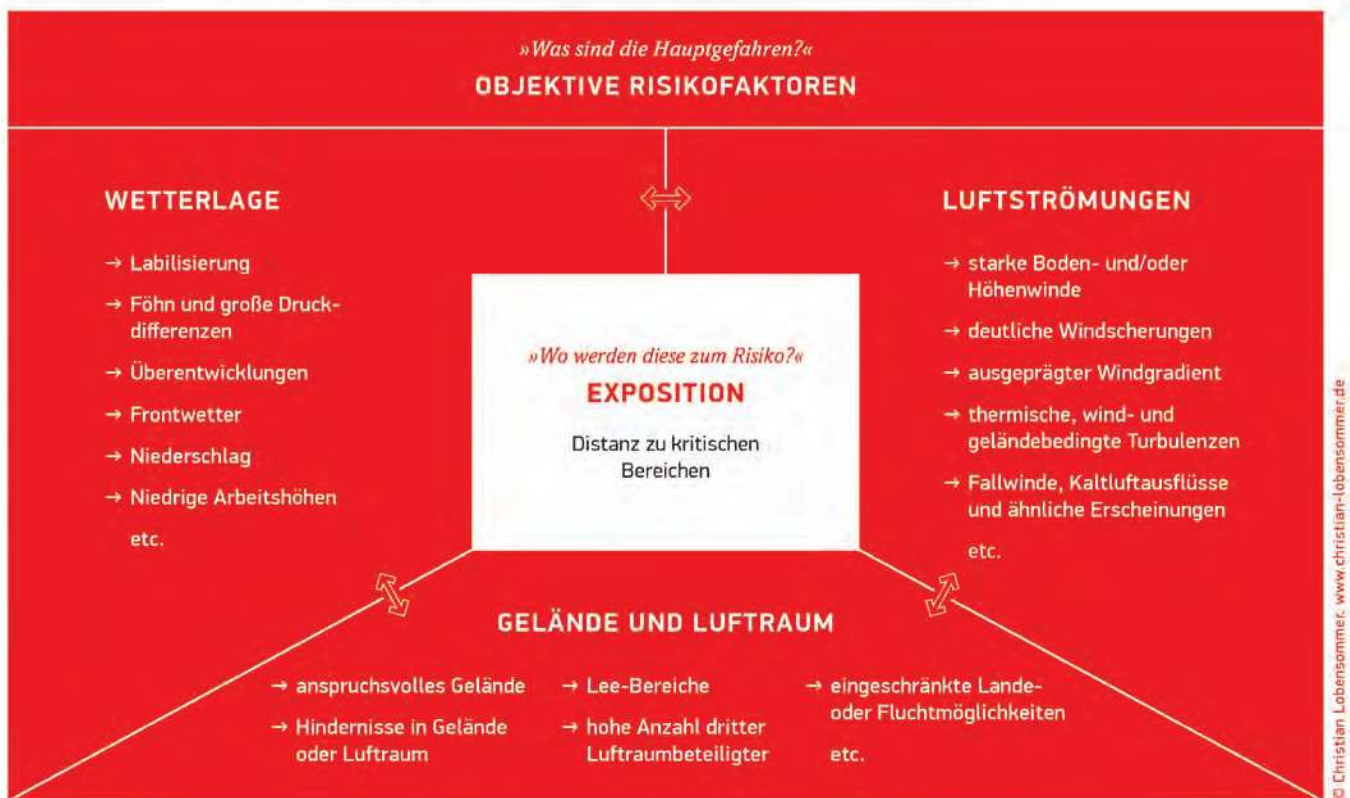 »Was sind die Hauptgefahren?«
OBJEKTIVE RISIKOFAKTOREN
WETTERLAGE
→ Labilisierung
→ Föhn und große Druck-
differenzen
→ Überentwicklungen
→ Frontwetter
→ Niederschlag
→ Niedrige Arbeitshöhen
etc.
»Wo werden diese zum Risiko?«
EXPOSITION
Distanz zu kritischen
Bereichen
LUFTSTRÖMUNGEN
→ starke Boden- und/oder
Höhenwinde
→ deutliche Windscherungen
→ ausgeprägter Windgradient
→ thermische, wind- und
geländebedingte Turbulenzen
→ Fallwinde, Kaltluftausflüsse
und ähnliche Erscheinungen
etc.
GELÄNDE UND LUFTRAUM
→ anspruchsvolles Gelände
→ Hindernisse in Gelände
oder Luftraum
→ Lee-Bereiche
→ hohe Anzahl dritter
Luftraumbeteiligter
→ eingeschränkte Lande-
oder Fluchtmöglichkeiten
etc.
© Christian Lobensommer, www.christian-lobensommer.de